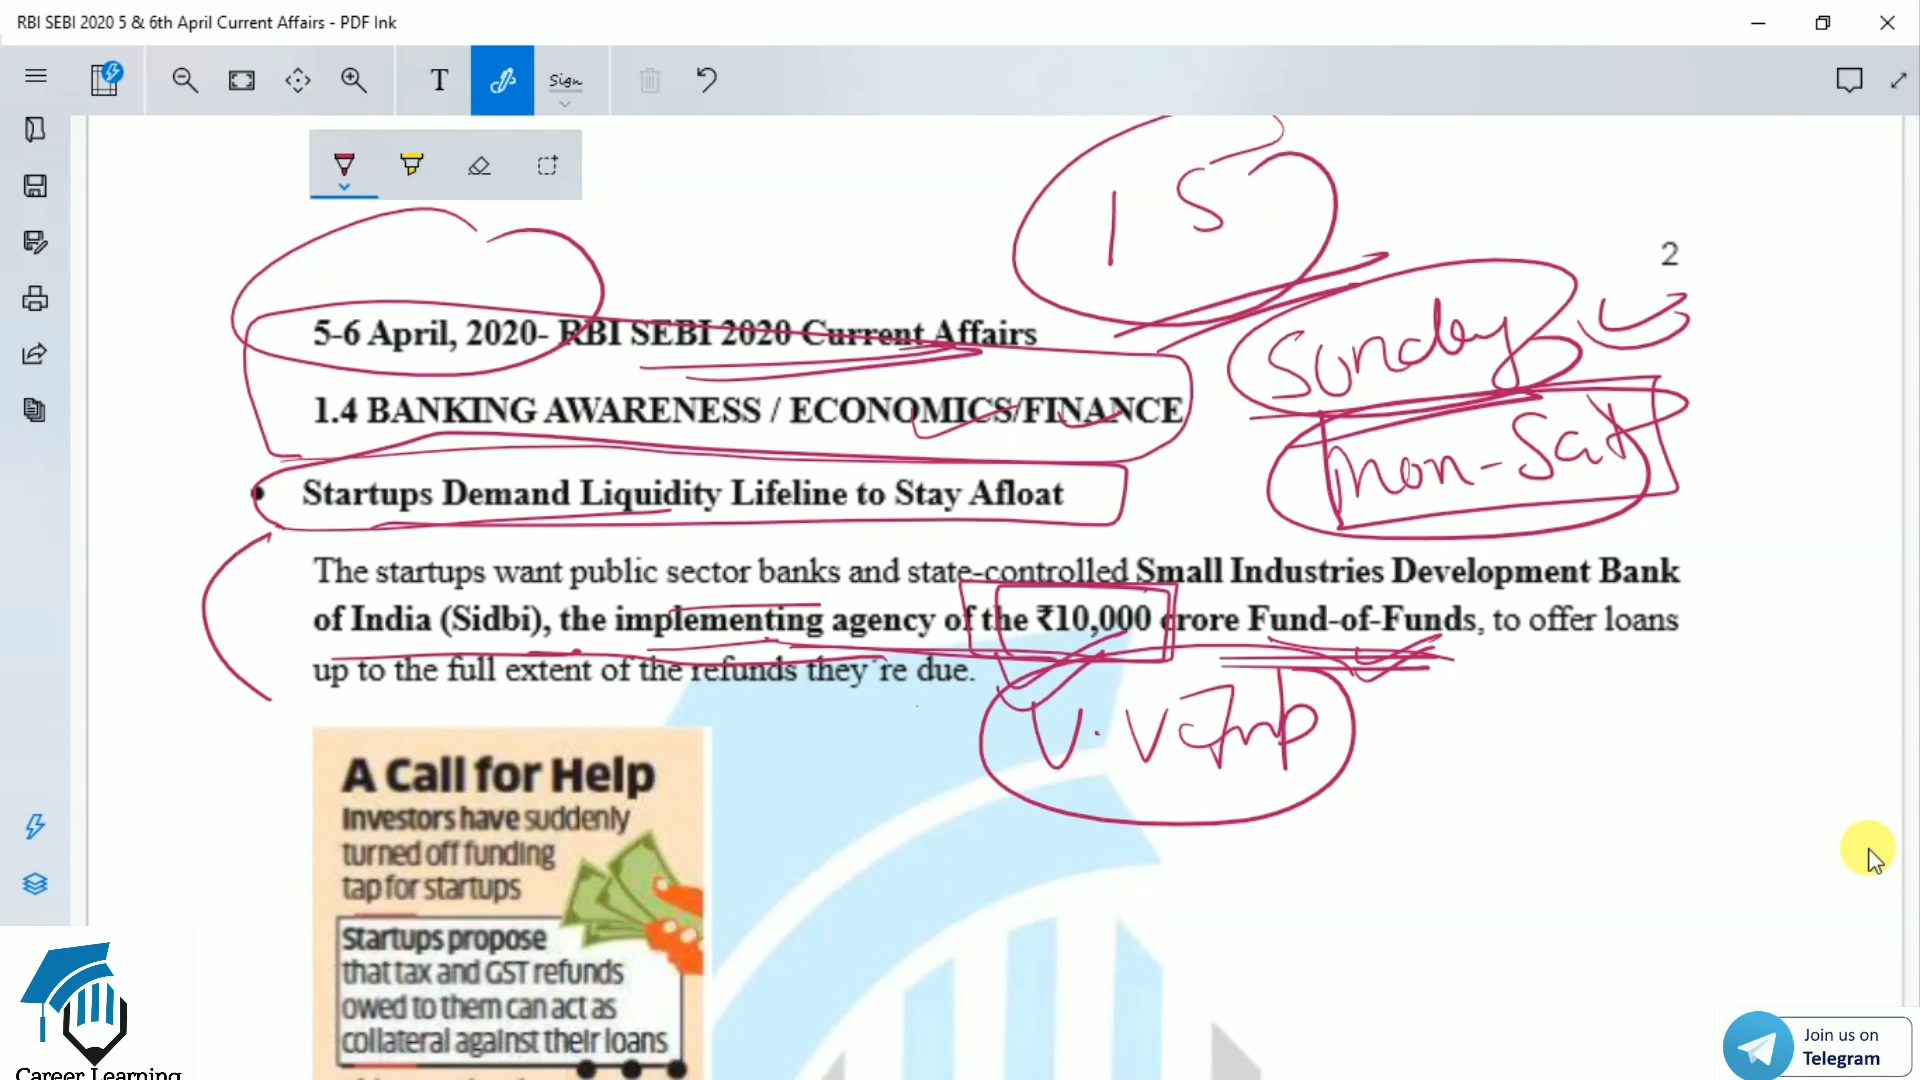 RBI SEBI 2020 5 & 6th April Current Affairs - PDF Ink
T
Sign
15
2
5-6 April, 2020- RBI SEBI 2020 Current Affairs
Sunday
1.4 BANKING AWARENESS / ECONOMICS/FINANCE
Mon-Sat
• Startups Demand Liquidity Lifeline to Stay Afloat
The startups want public sector banks and state-controlled Small Industries Development Bank
of India (Sidbi), the implementing agency of the ₹10,000 crore Fund-of-Funds, to offer loans
up to the full extent of the refunds they´re due.
V. V Imp
A Call for Help
Investors have suddenly
turned off funding
tap for startups
Startups propose
that tax and GST refunds
owed to them can act as
collateral against their loans
Career Learning
Join us on
Telegram